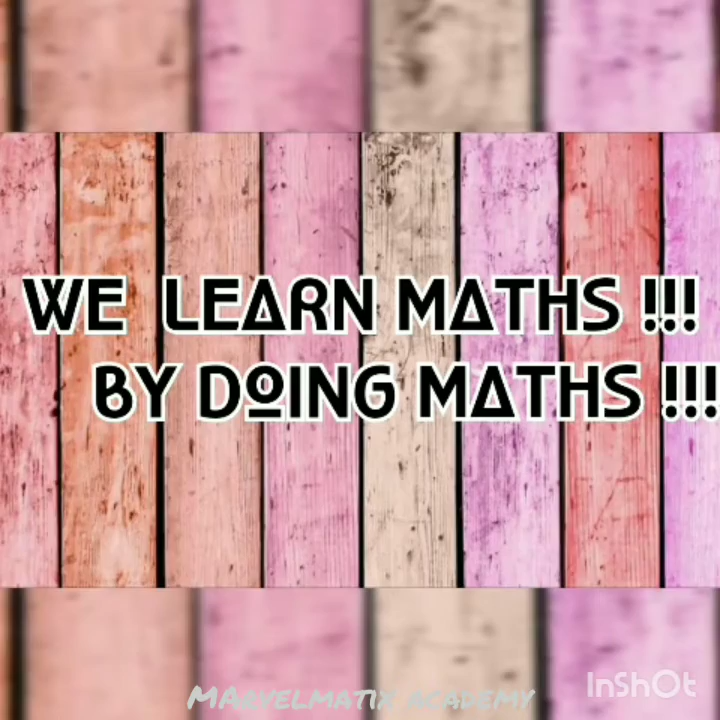 WE LEARN MATHS !!!
BY DOING MATHS !!!
InShOt
MArvelmatix academy